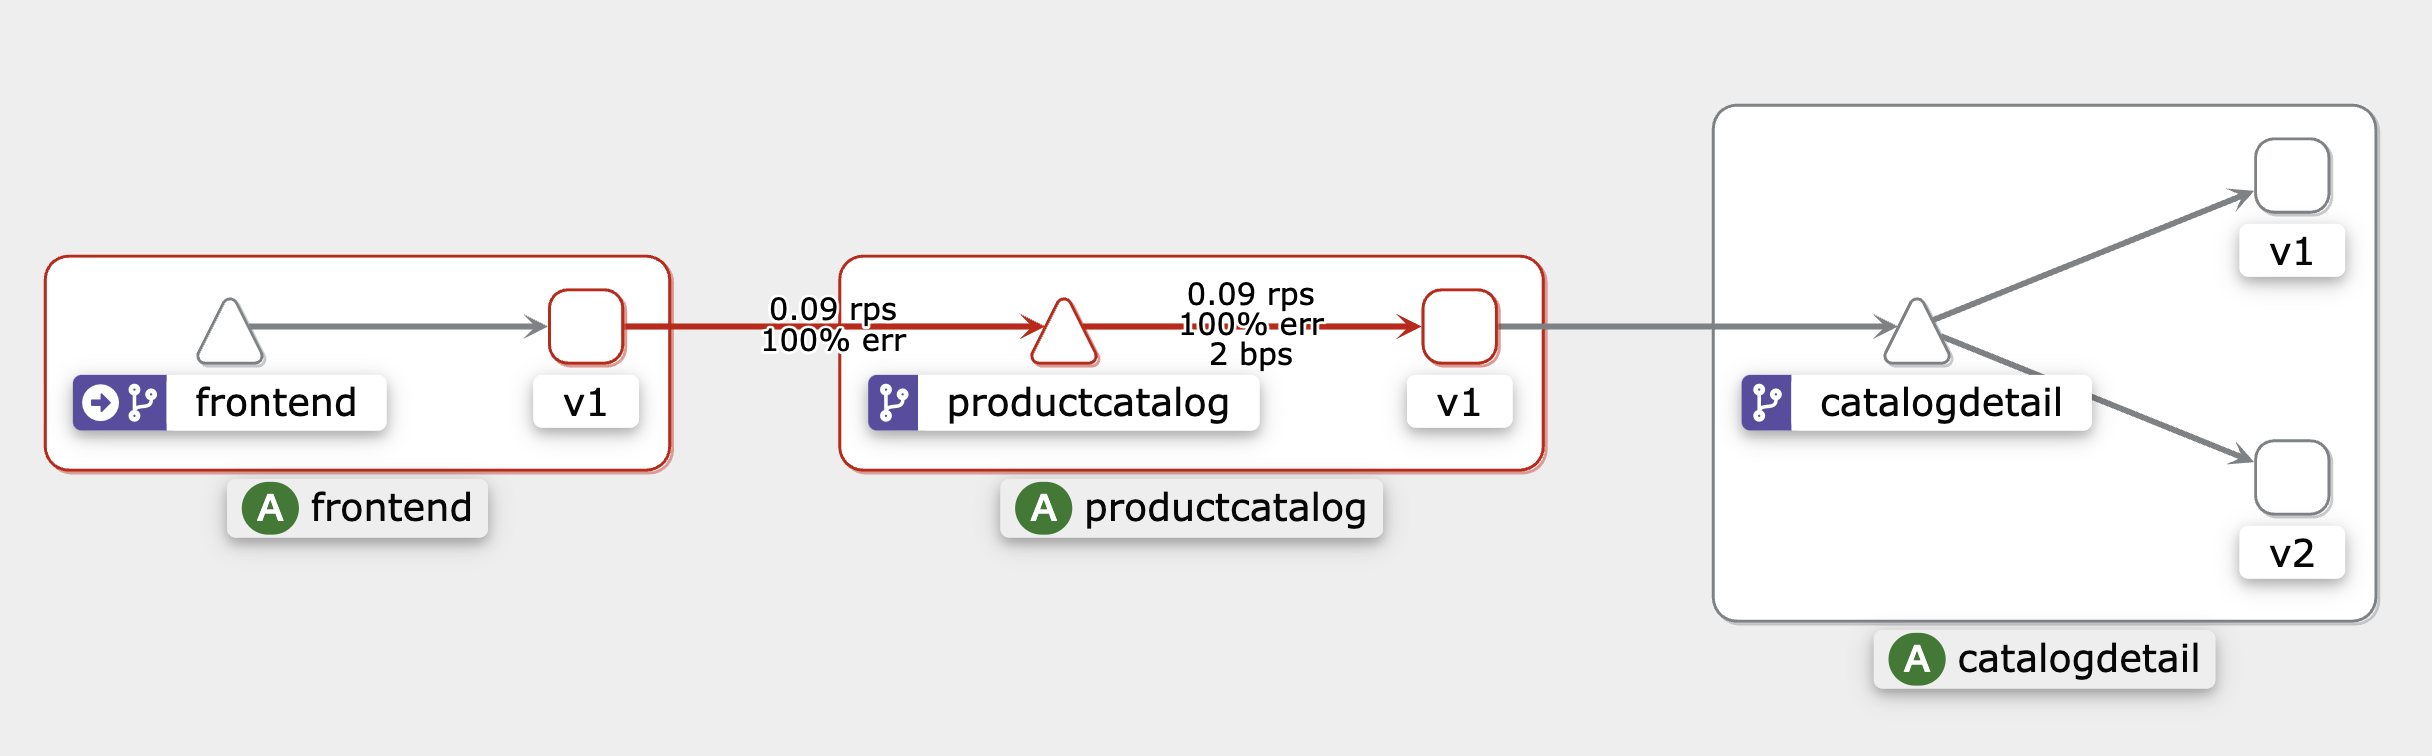 0.09 rps
100% err
0.09 rps
100% err
2 bps
frontend
v1
productcatalog
v1
catalogdetail
v1
v2
A frontend
A productcatalog
A catalogdetail